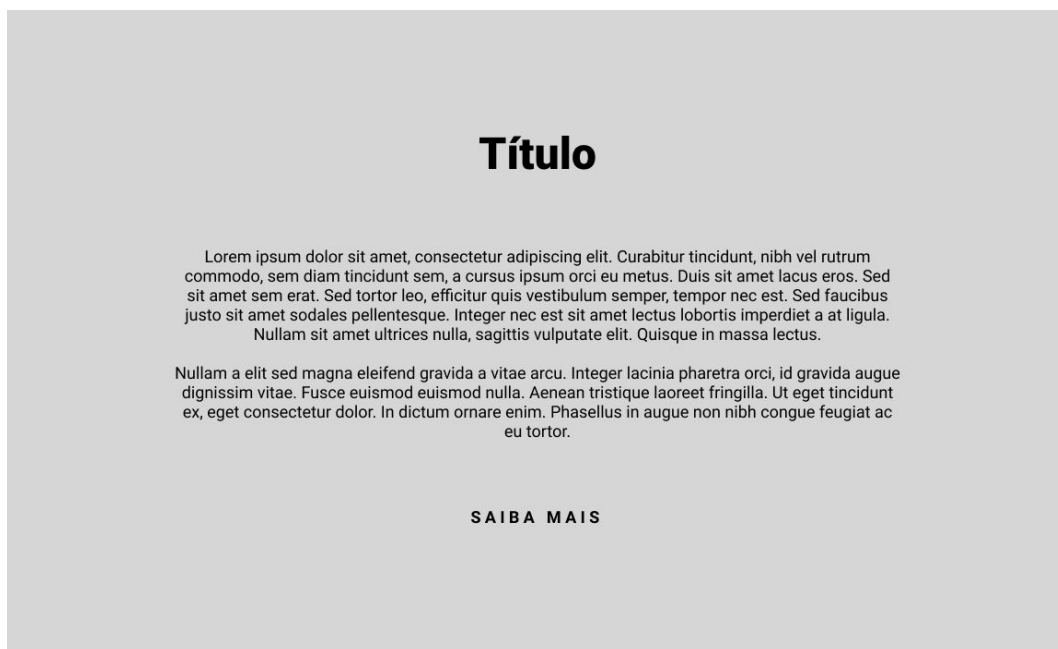 Título
Lorem ipsum dolor sit amet, consectetur adipiscing elit. Curabitur tincidunt, nibh vel rutrum
commodo, sem diam tincidunt sem, a cursus ipsum orci eu metus. Duis sit amet lacus eros. Sed
sit amet sem erat. Sed tortor leo, efficitur quis vestibulum semper, tempor nec est. Sed faucibus
justo sit amet sodales pellentesque. Integer nec est sit amet lectus lobortis imperdiet a at ligula.
Nullam sit amet ultrices nulla, sagittis vulputate elit. Quisque in massa lectus.
Nullam a elit sed magna eleifend gravida a vitae arcu. Integer lacinia pharetra orci, id gravida augue
dignissim vitae. Fusce euismod euismod nulla. Aenean tristique laoreet fringilla. Ut eget tincidunt
ex, eget consectetur dolor. In dictum ornare enim. Phasellus in augue non nibh congue feugiat ac
eu tortor.
SAIBA MAIS